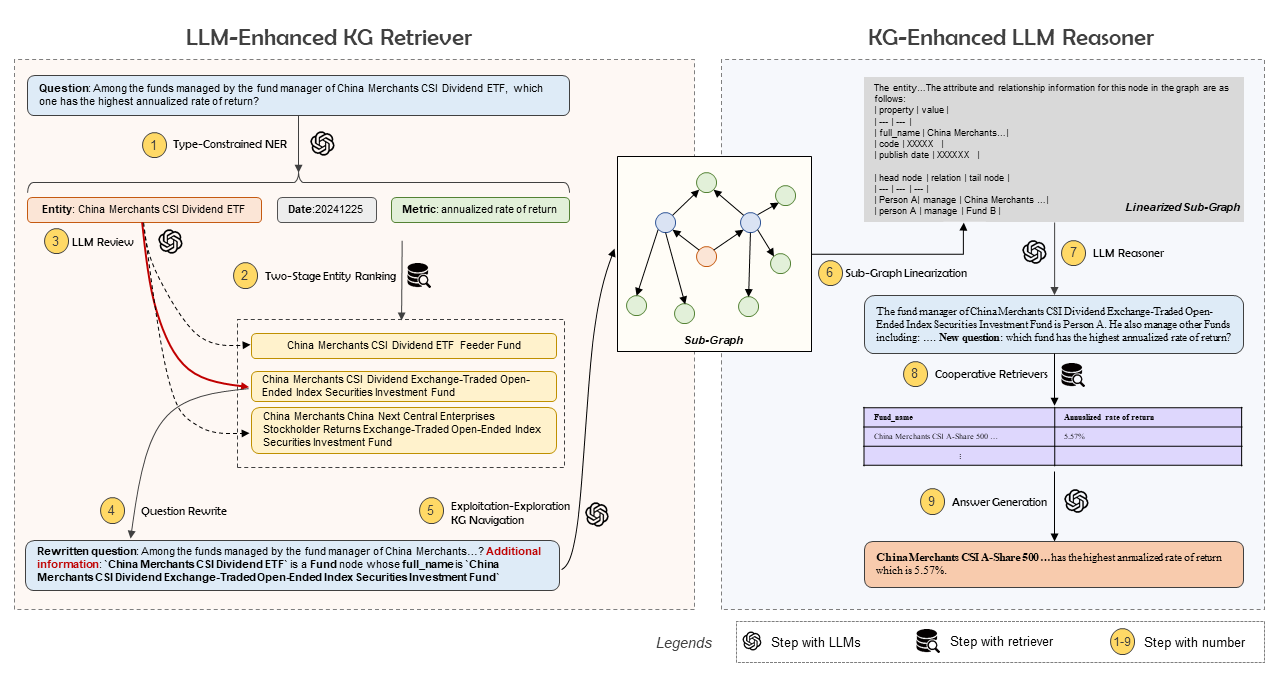 LLM-Enhanced KG Retriever
Question: Among the funds managed by the fund manager of China Merchants CSI Dividend ETF, which
one has the highest annualized rate of return?
1
Type-Constrained NER
Entity: China Merchants CSI Dividend ETF
Date:20241225
Metric: annualized rate of return
3
LLM Review
2
Two-Stage Entity Ranking
China Merchants CSI Dividend ETF Feeder Fund
China Merchants CSI Dividend Exchange-Traded Open-
Ended Index Securities Investment Fund
China Merchants China Next Central Enterprises
Stockholder Returns Exchange-Traded Open-Ended Index
Securities Investment Fund
4
Question Rewrite
5
Exploitation-Exploration
KG Navigation
Rewritten question: Among the funds managed by the fund manager of China Merchants...? Additional
information: `China Merchants CSI Dividend ETF` is a Fund node whose full_name is `China
Merchants CSI Dividend Exchange-Traded Open-Ended Index Securities Investment Fund`
Sub-Graph
KG-Enhanced LLM Reasoner
The entity…The attribute and relationship information for this node in the graph are as
follows:
| property | value |
| --- | --- |
| full_name | China Merchants...|
| code | XXXXX |
| publish date | XXXXXX |
| head node | relation | tail node |
| --- | --- | --- |
| Person A| manage | China Merchants ...|
| person A | manage | Fund B |
Linearized Sub-Graph
6
Sub-Graph Linearization
7
LLM Reasoner
The fund manager of China Merchants CSI Dividend Exchange-Traded Open-
Ended Index Securities Investment Fund is Person A. He also manage other Funds
including: …. New question: which fund has the highest annualized rate of return?
8
Cooperative Retrievers
Fund_name
Annualized rate of return
China Merchants CSI A-Share 500 …
5.57%
⋮
9
Answer Generation
China Merchants CSI A-Share 500 …has the highest annualized rate of return
which is 5.57%.
Legends
Step with LLMs
Step with retriever
1-9
Step with number